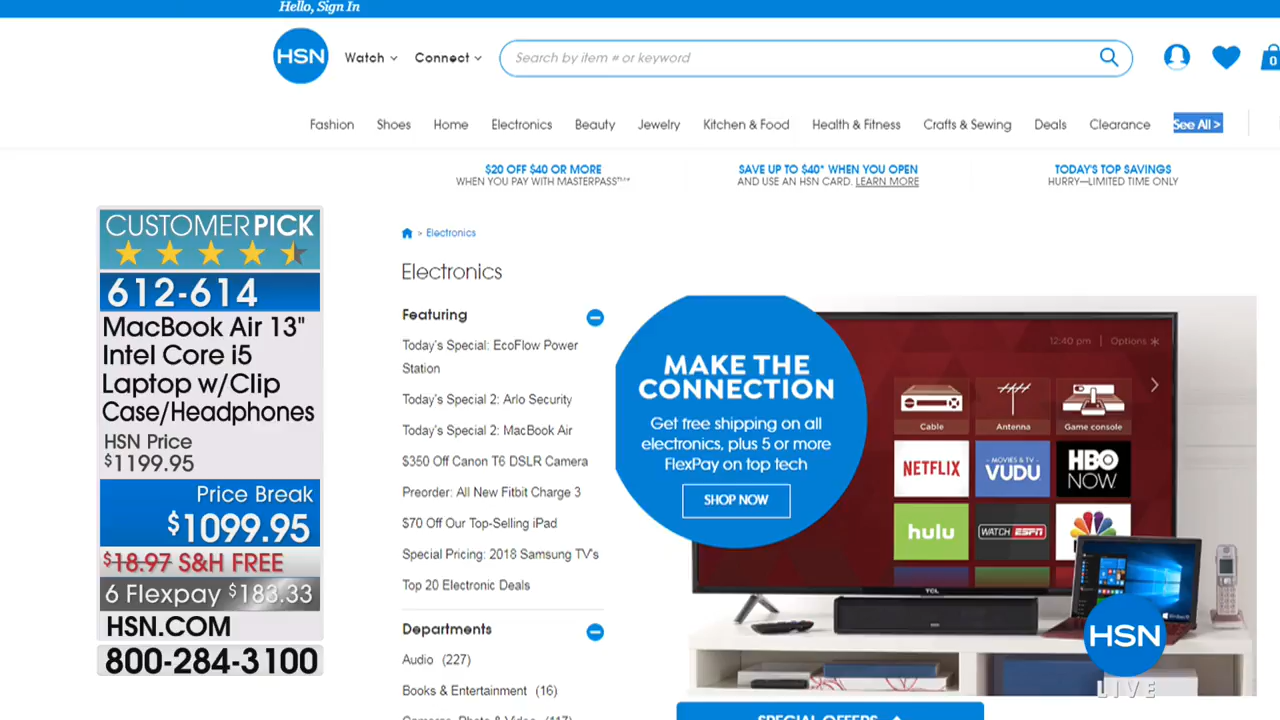 Hello, Sign In
HSN
Watch
Connect
Search by item # or keyword
0
Fashion
Shoes
Home
Electronics
Beauty
Jewelry
Kitchen & Food
Health & Fitness
Crafts & Sewing
Deals
Clearance
See All >
$20 OFF $40 OR MORE
WHEN YOU PAY WITH MASTERPASS™^
SAVE UP TO $40* WHEN YOU OPEN
AND USE AN HSN CARD. LEARN MORE
TODAY'S TOP SAVINGS
HURRY—LIMITED TIME ONLY
CUSTOMER PICK
612-614
MacBook Air 13"
Intel Core i5
Laptop w/Clip
Case/Headphones
HSN Price
$1199.95
Price Break
$1099.95
$18.97 S&H FREE
6 Flexpay $183.33
HSN.COM
800-284-3100
> Electronics
Electronics
Featuring
Today's Special: EcoFlow Power
Station
Today's Special 2: Arlo Security
Today's Special 2: MacBook Air
$350 Off Canon T6 DSLR Camera
Preorder: All New Fitbit Charge 3
$70 Off Our Top-Selling iPad
Special Pricing: 2018 Samsung TV's
Top 20 Electronic Deals
Departments
Audio (227)
Books & Entertainment (16)
MAKE THE
CONNECTION
Get free shipping on all
electronics, plus 5 or more
FlexPay on top tech
SHOP NOW
12:40 pm | Options
Cable
Antenna
Game console
NETFLIX
MOVIES & TV
VUDU
HBO
NOW
hulu
WATCH ESPN
TCL
HSN
LIVE
SPECIAL OFFERS